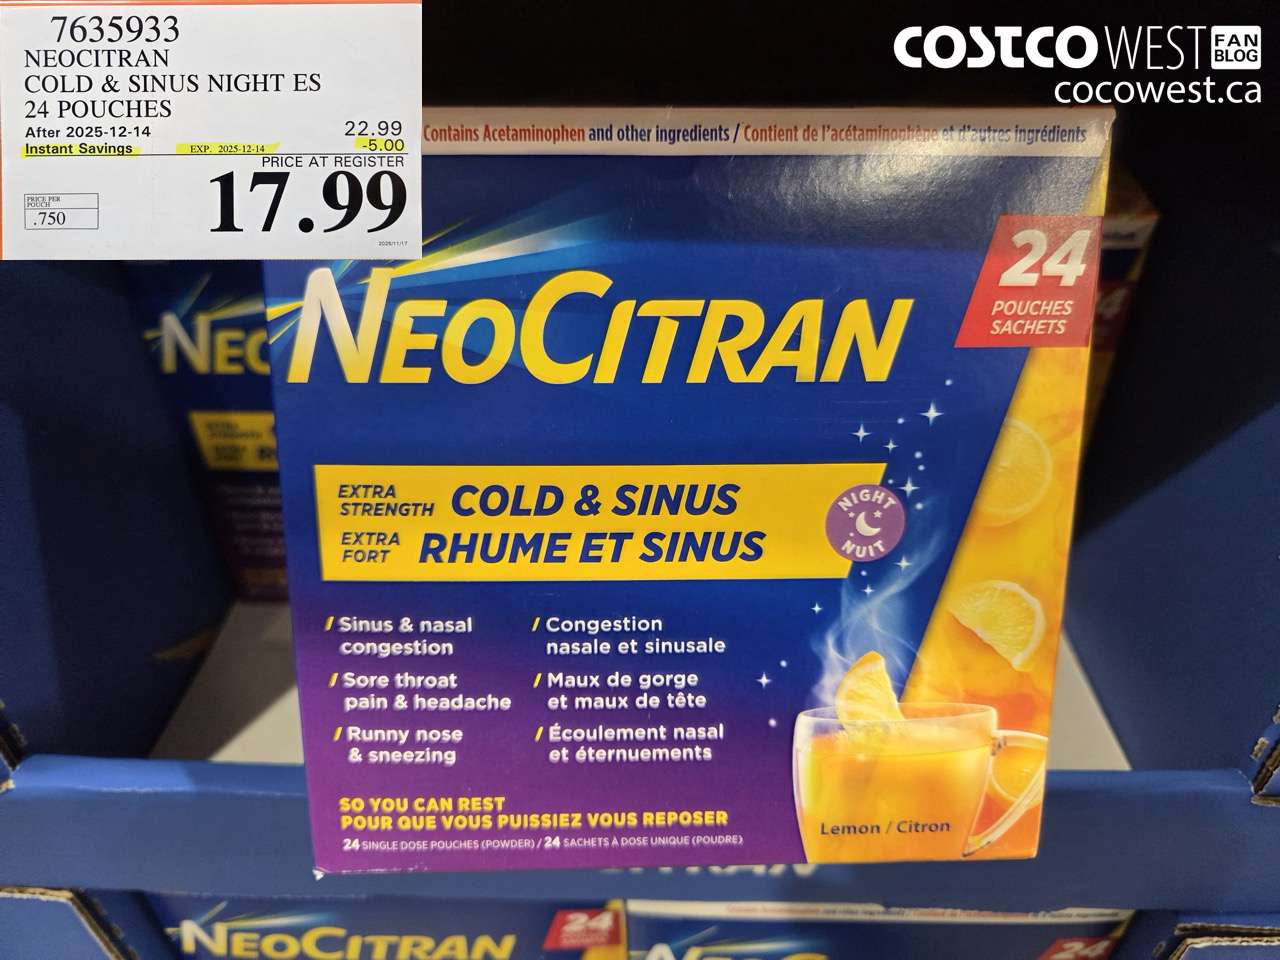 7635933
NEOCITRAN
COLD & SINUS NIGHT ES
24 POUCHES
After 2025-12-14 22.99
Instant Savings EXP. 2025-12-14 -5.00
PRICE AT REGISTER
17.99
PRICE PER
POUCH
.750
2025/11/17
COSTCO WEST FAN BLOG
cocowest.ca
Contains Acetaminophen and other ingredients / Contient de l'acétaminophène et d'autres ingrédients
24
POUCHES
SACHETS
NEOCITRAN
EXTRA STRENGTH COLD & SINUS
EXTRA FORT RHUME ET SINUS
NIGHT
NUIT
Sinus & nasal
congestion
Sore throat
pain & headache
Runny nose
& sneezing
Congestion
nasale et sinusale
Maux de gorge
et maux de tête
Écoulement nasal
et éternuements
SO YOU CAN REST
POUR QUE VOUS PUISSIEZ VOUS REPOSER
24 SINGLE DOSE POUCHES (POWDER) / 24 SACHETS À DOSE UNIQUE (POUDRE)
Lemon / Citron
NEOCITRAN
24
24